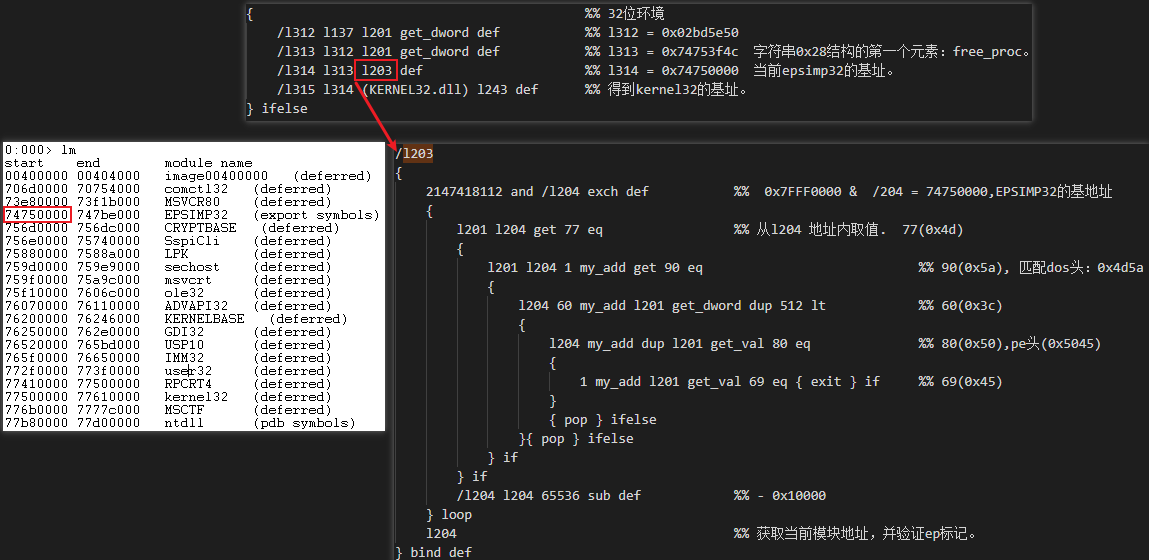 { %% 32位环境
/l312 l137 l201 get_dword def %% l312 = 0x02bd5e50
/l313 l312 l201 get_dword def %% l313 = 0x74753f4c 字符串0x28结构的第一个元素：free_proc。
/l314 l313 l203 def %% l314 = 0x74750000 当前epsimp32的基址。
/l315 l314 (KERNEL32.dll) l243 def %% 得到kernel32的基址。
} ifelse
0:000> lm
start end module name
00400000 00404000 image00400000 (deferred)
706d0000 70754000 comctl32 (deferred)
73e80000 73f1b000 MSVCR80 (deferred)
74750000 747be000 EPSIMP32 (export symbols)
756d0000 756dc000 CRYPTBASE (deferred)
756e0000 75740000 SspiCli (deferred)
75880000 7588a000 LPK (deferred)
759d0000 759e9000 sechost (deferred)
759f0000 75a9c000 msvcrt (deferred)
75f10000 7606c000 ole32 (deferred)
76070000 76110000 ADVAPI32 (deferred)
76200000 76246000 KERNELBASE (deferred)
76250000 762e0000 GDI32 (deferred)
76520000 765bd000 USP10 (deferred)
765f0000 76650000 IMM32 (deferred)
772f0000 773f0000 user32 (deferred)
77410000 77500000 RPCRT4 (deferred)
77500000 77610000 kernel32 (deferred)
776b0000 7777c000 MSCTF (deferred)
77b80000 77d00000 ntdll (pdb symbols)
/l203
{
2147418112 and /l204 exch def %% 0x7FFF0000 & /204 = 74750000,EPSIMP32的基地址
{
l201 l204 get 77 eq %% 从l204 地址内取值. 77(0x4d)
{
l201 l204 1 my_add get 90 eq %% 90(0x5a), 匹配dos头：0x4d5a
{
l204 60 my_add l201 get_dword dup 512 lt %% 60(0x3c)
{
l204 my_add dup l201 get_val 80 eq %% 80(0x50),pe头(0x5045)
{
1 my_add l201 get_val 69 eq { exit } if %% 69(0x45)
}
{ pop } ifelse
}{ pop } ifelse
} if
} if
/l204 l204 65536 sub def %% - 0x10000
} loop
l204 %% 获取当前模块地址，并验证ep标记。
} bind def